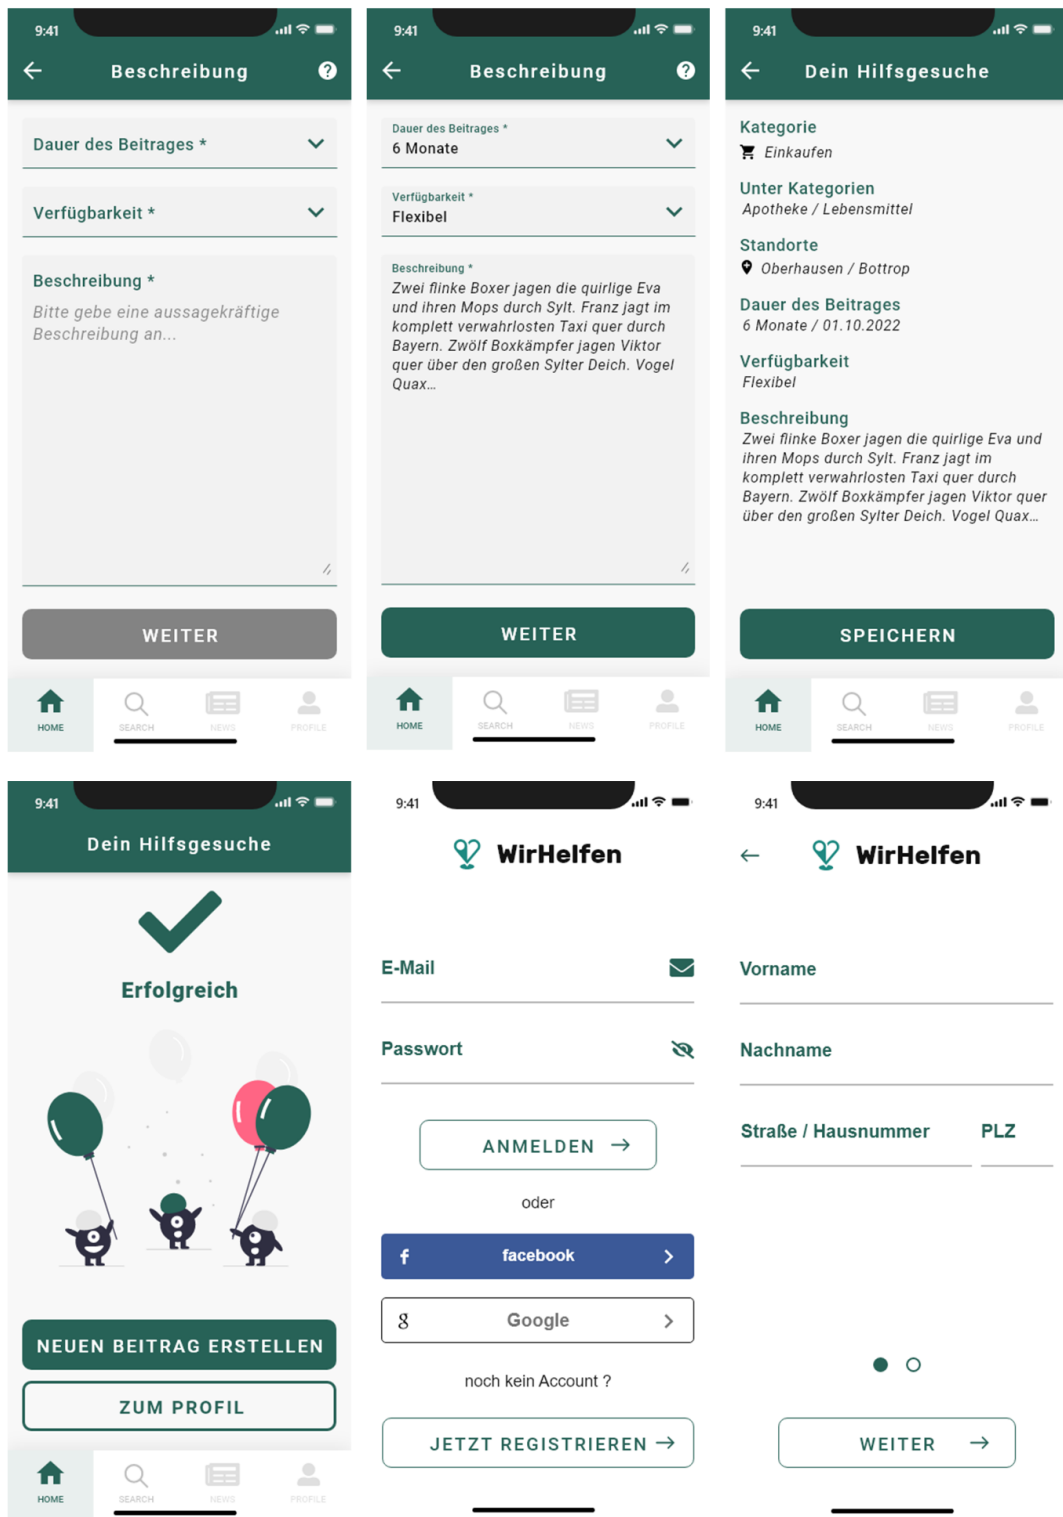 9:41
Beschreibung
Dauer des Beitrages *
Verfügbarkeit *
Beschreibung *
Bitte gebe eine aussagekräftige
Beschreibung an...
WEITER
HOME
SEARCH
NEWS
PROFILE
9:41
Beschreibung
Dauer des Beitrages *
6 Monate
Verfügbarkeit *
Flexibel
Beschreibung *
Zwei flinke Boxer jagen die quirlige Eva
und ihren Mops durch Sylt. Franz jagt im
komplett verwahrlosten Taxi quer durch
Bayern. Zwölf Boxkämpfer jagen Viktor
quer über den großen Sylter Deich. Vogel
Quax...
WEITER
HOME
SEARCH
NEWS
PROFILE
9:41
Dein Hilfsgesuche
Kategorie
Einkaufen
Unter Kategorien
Apotheke / Lebensmittel
Standorte
Oberhausen / Bottrop
Dauer des Beitrages
6 Monate / 01.10.2022
Verfügbarkeit
Flexibel
Beschreibung
Zwei flinke Boxer jagen die quirlige Eva und
ihren Mops durch Sylt. Franz jagt im
komplett verwahrlosten Taxi quer durch
Bayern. Zwölf Boxkämpfer jagen Viktor quer
über den großen Sylter Deich. Vogel Quax...
SPEICHERN
HOME
SEARCH
NEWS
PROFILE
9:41
Dein Hilfsgesuche
Erfolgreich
NEUEN BEITRAG ERSTELLEN
ZUM PROFIL
HOME
SEARCH
NEWS
PROFILE
9:41
WirHelfen
E-Mail
Passwort
ANMELDEN
oder
facebook
Google
noch kein Account ?
JETZT REGISTRIEREN
9:41
WirHelfen
Vorname
Nachname
Straße / Hausnummer PLZ
WEITER